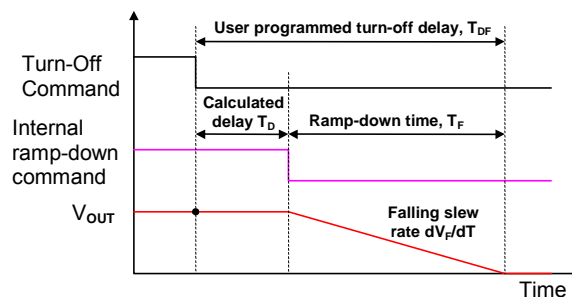 User programmed turn-off delay, TDF
Turn-Off
Command
Calculated
delay TD
Ramp-down time, TF
Internal
ramp-down
command
VOUT
Falling slew
rate dVF/dT
Time